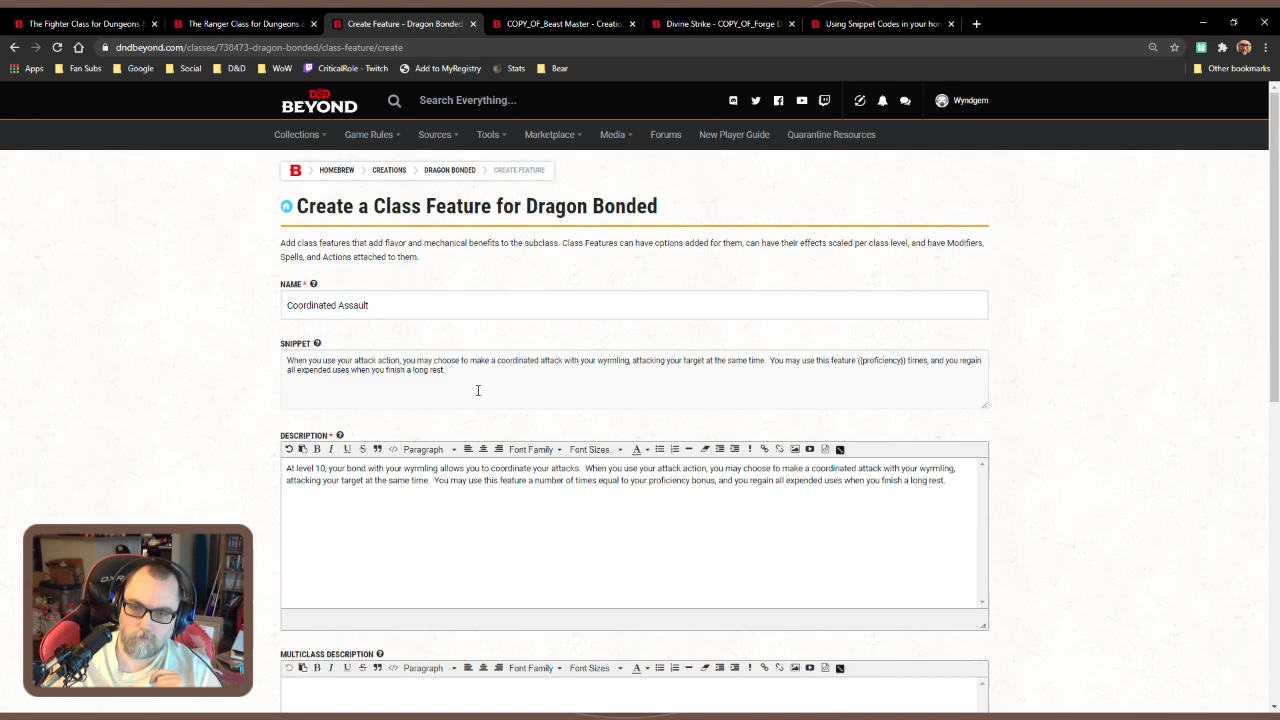 The Fighter Class for Dungeons &
The Ranger Class for Dungeons &
Create Feature - Dragon Bonded
COPY_OF_Beast Master - Creatio
Divine Strike - COPY_OF_Forge D
Using Snippet Codes in your hom
dndbeyond.com/classes/738473-dragon-bonded/class-feature/create
Apps
Fan Subs
Google
Social
D&D
WoW
CriticalRole - Twitch
Add to MyRegistry
Stats
Bear
Other bookmarks
D&D
BEYOND
Search Everything...
Wyndgem
Collections
Game Rules
Sources
Tools
Marketplace
Media
Forums
New Player Guide
Quarantine Resources
HOMEBREW
CREATIONS
DRAGON BONDED
CREATE FEATURE
Create a Class Feature for Dragon Bonded
Add class features that add flavor and mechanical benefits to the subclass. Class Features can have options added for them, can have their effects scaled per class level, and have Modifiers,
Spells, and Actions attached to them.
NAME *
Coordinated Assault
SNIPPET
When you use your attack action, you may choose to make a coordinated attack with your wyrmling, attacking your target at the same time. You may use this feature {{proficiency}} times, and you regain
all expended uses when you finish a long rest.
DESCRIPTION *
Paragraph
Font Family
Font Sizes
At level 10, your bond with your wyrmling allows you to coordinate your attacks. When you use your attack action, you may choose to make a coordinated attack with your wyrmling,
attacking your target at the same time. You may use this feature a number of times equal to your proficiency bonus, and you regain all expended uses when you finish a long rest.
MULTICLASS DESCRIPTION
Paragraph
Font Family
Font Sizes